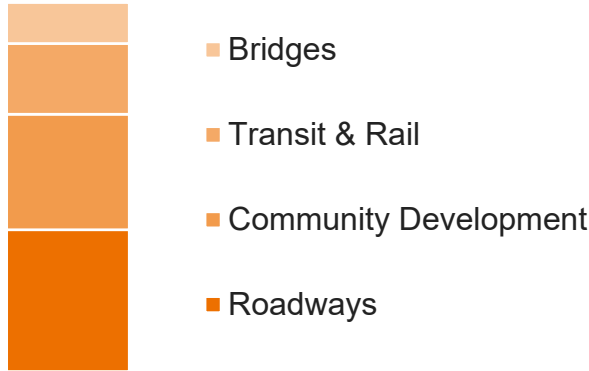 Bridges
Transit & Rail
Community Development
Roadways